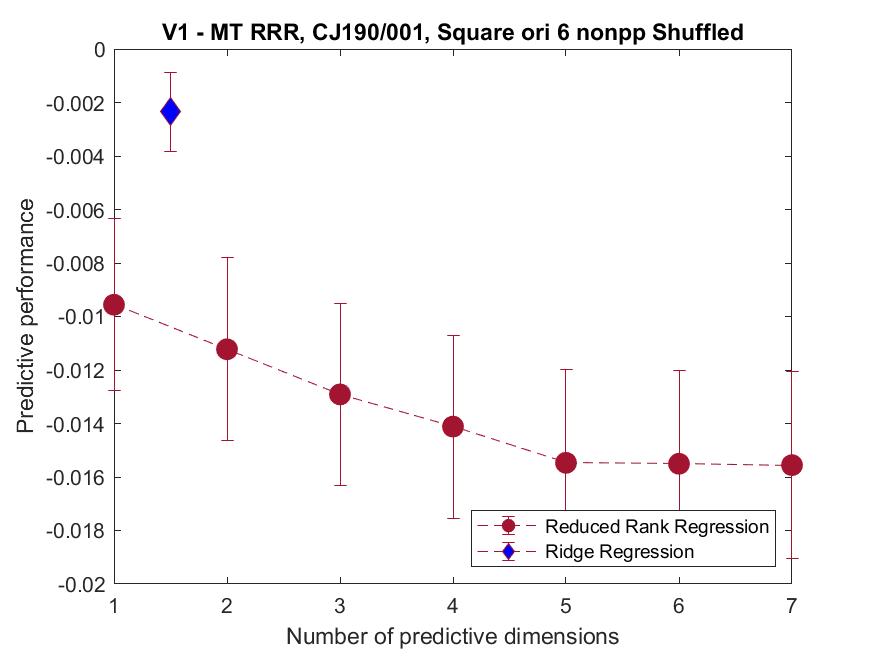 V1 - MT RRR, CJ190/001, Square ori 6 nonpp Shuffled
0
-0.002
-0.004
-0.006
-0.008
-0.01
-0.012
-0.014
-0.016
-0.018
-0.02
Predictive performance
Reduced Rank Regression
Ridge Regression
1 2 3 4 5 6 7
Number of predictive dimensions